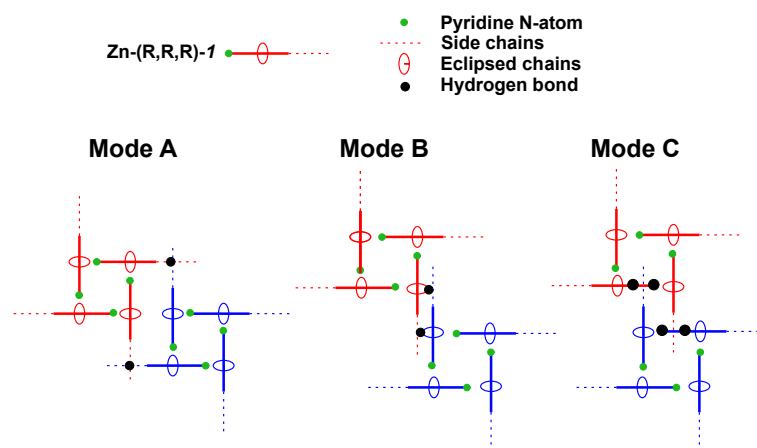 Zn-(R,R,R)-1
Pyridine N-atom
Side chains
Eclipsed chains
Hydrogen bond
Mode A
Mode B
Mode C